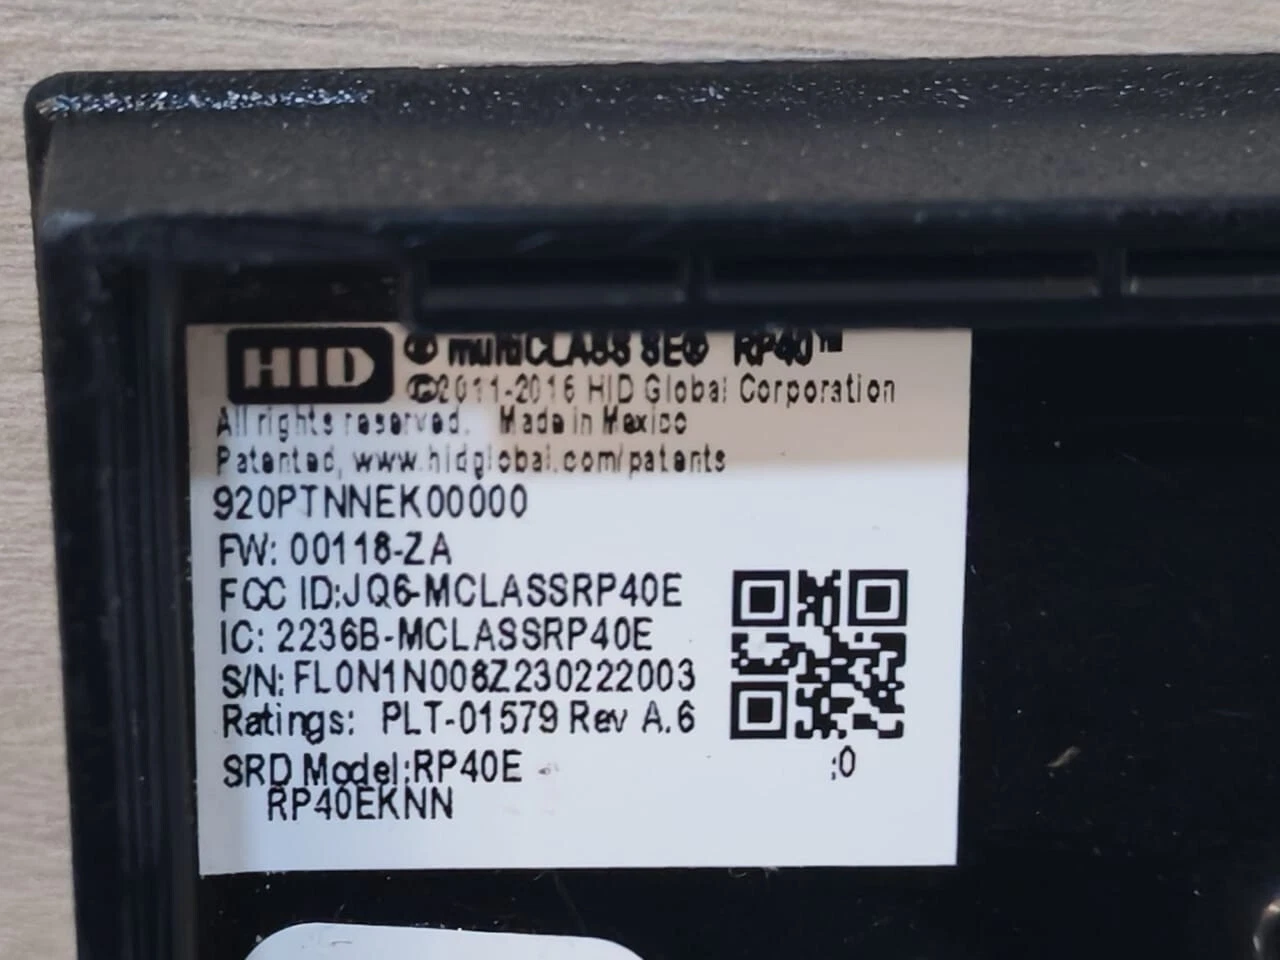 HID ® multiCLASS SE® RP40™
©2011-2016 HID Global Corporation
All rights reserved. Made in Mexico
Patented, www.hidglobal.com/patents
920PTNNEK00000
FW: 00118-ZA
FCC ID:JQ6-MCLASSRP40E
IC: 2236B-MCLASSRP40E
S/N: FL0N1N008Z230222003
Ratings: PLT-01579 Rev A.6
SRD Model:RP40E
:0
RP40EKNN